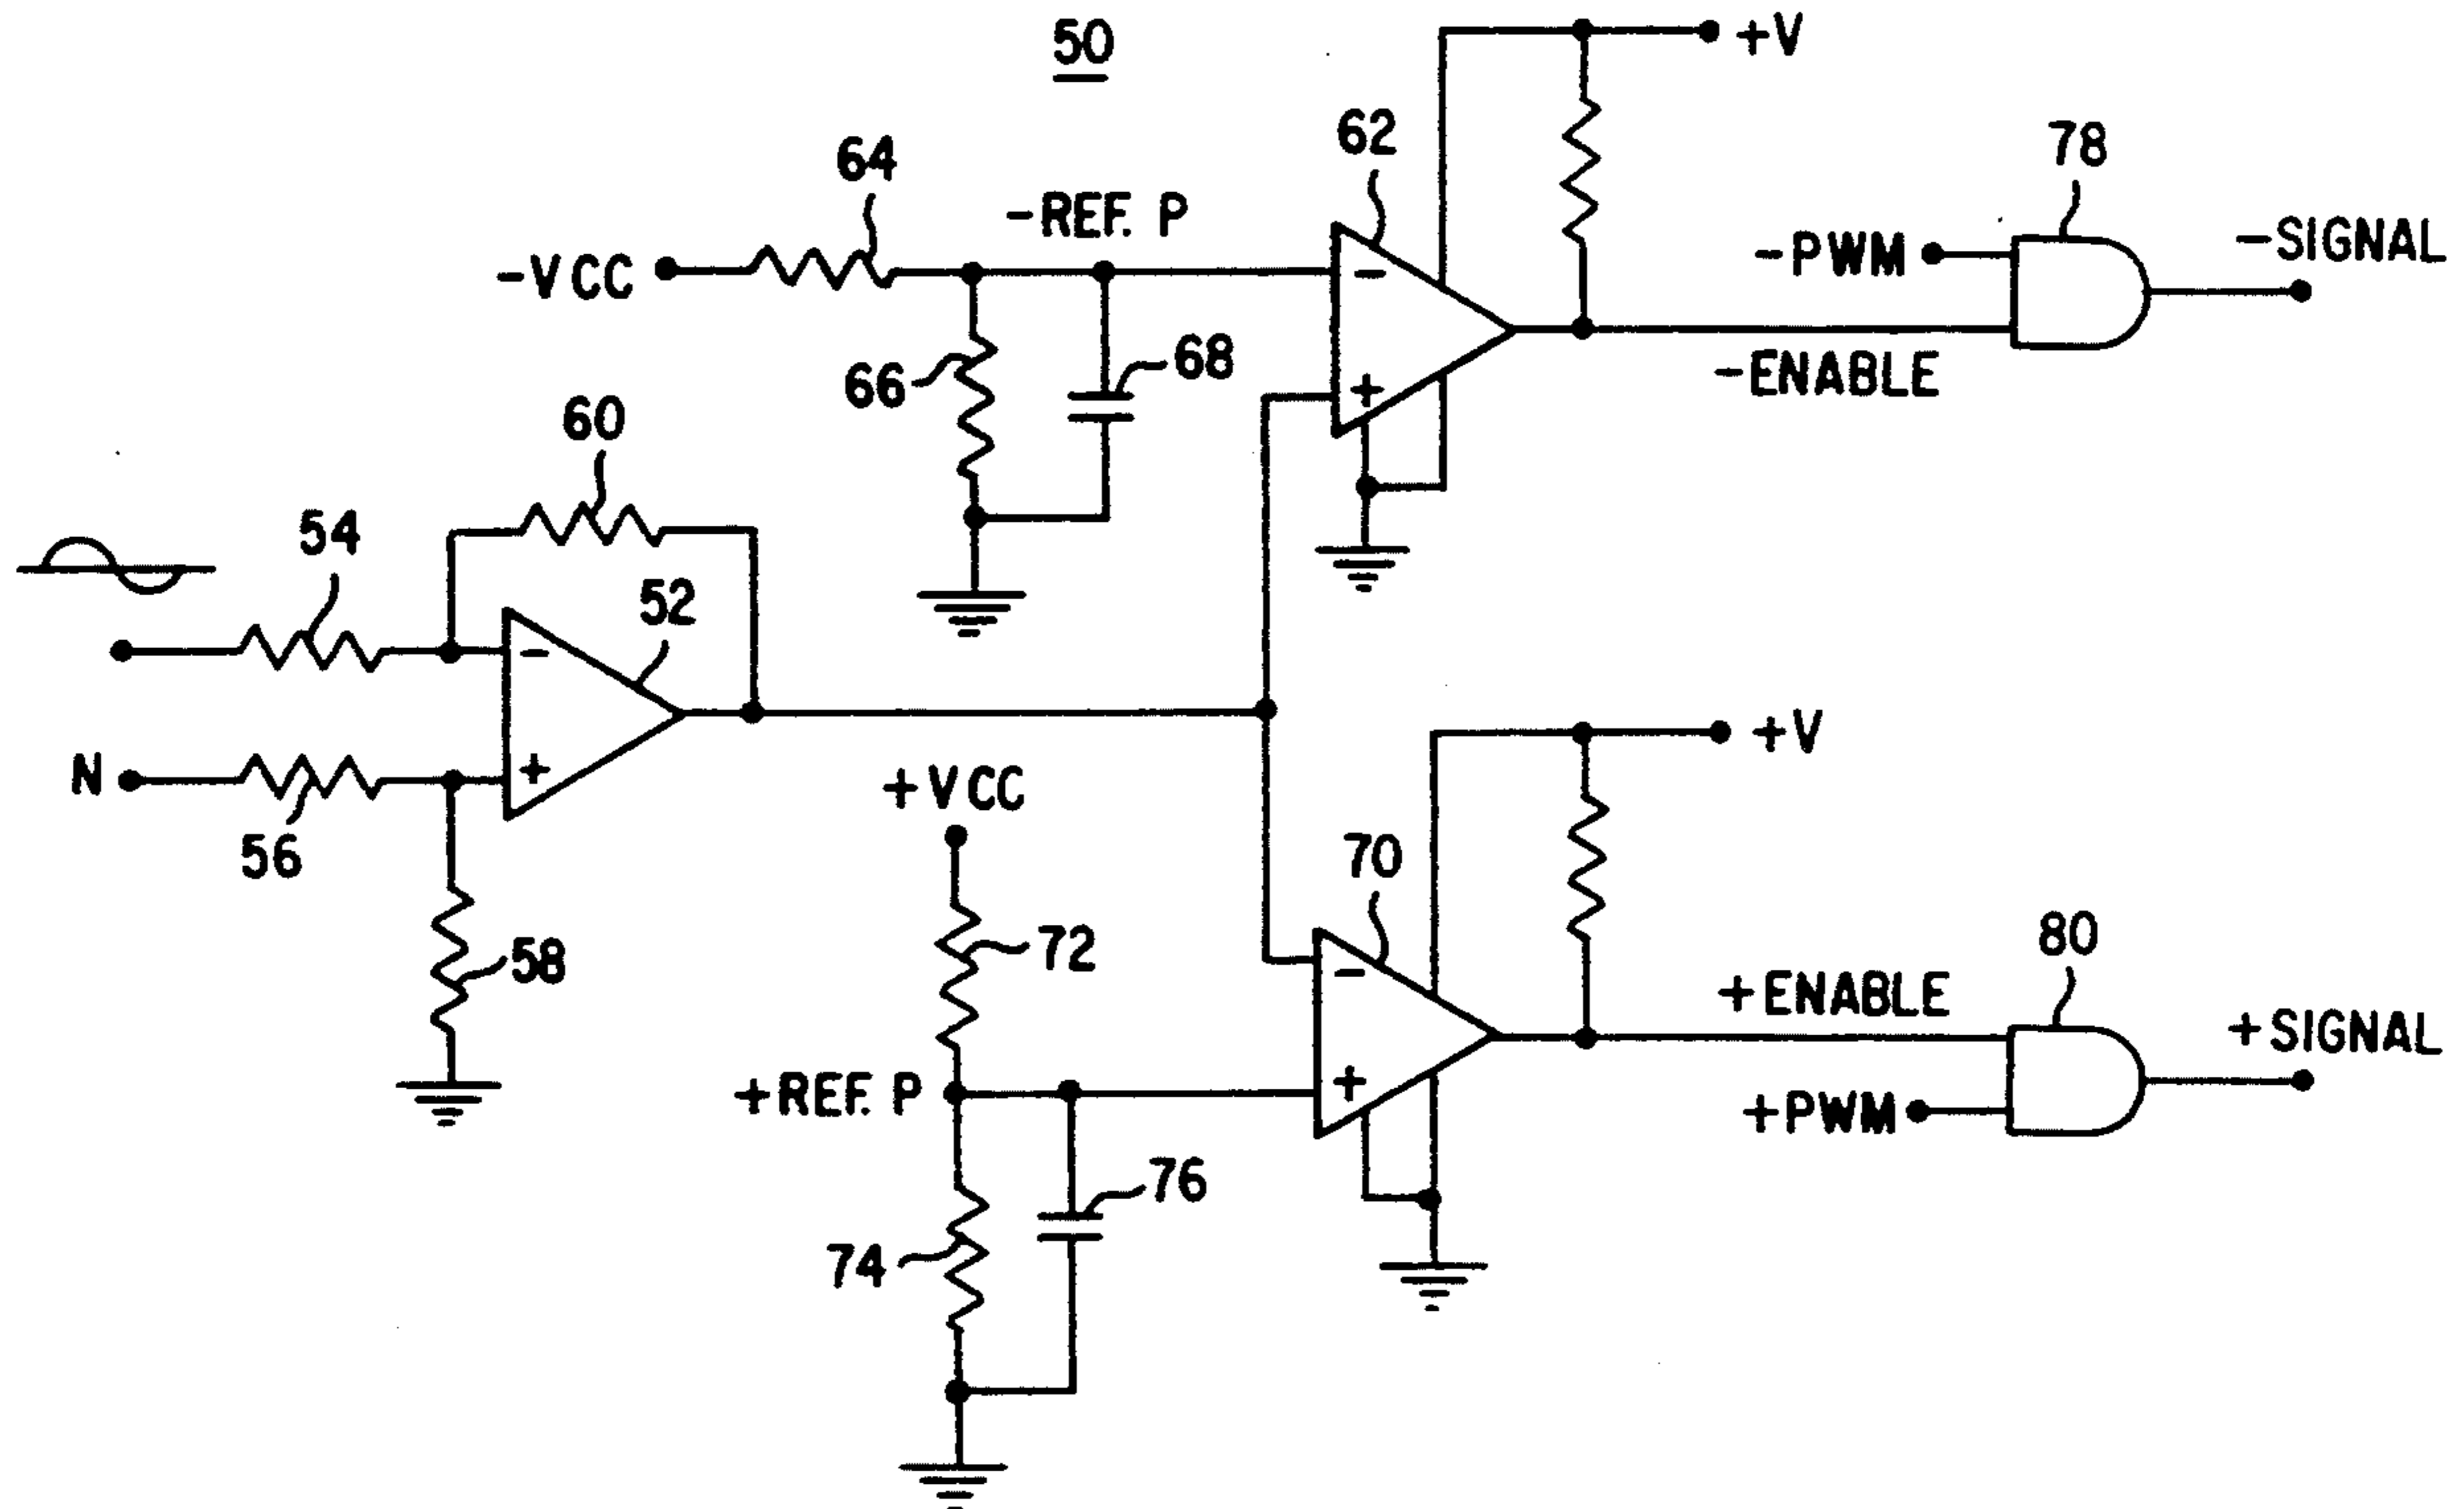 50
+V
62
78
64
-REF. P
-SIGNAL
-PWM
-VCC
-
66
68
+
-ENABLE
60
54
52
-
+V
N
+
+VCC
56
70
72
80
58
-
+ENABLE
+SIGNAL
+REF. P
+
+PWM
76
74